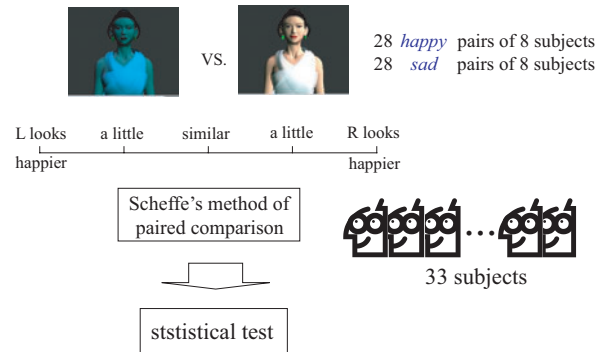 VS.
28 happy pairs of 8 subjects
28 sad pairs of 8 subjects
L looks a little similar a little R looks
happier happier
Scheffe's method of
paired comparison
33 subjects
ststistical test